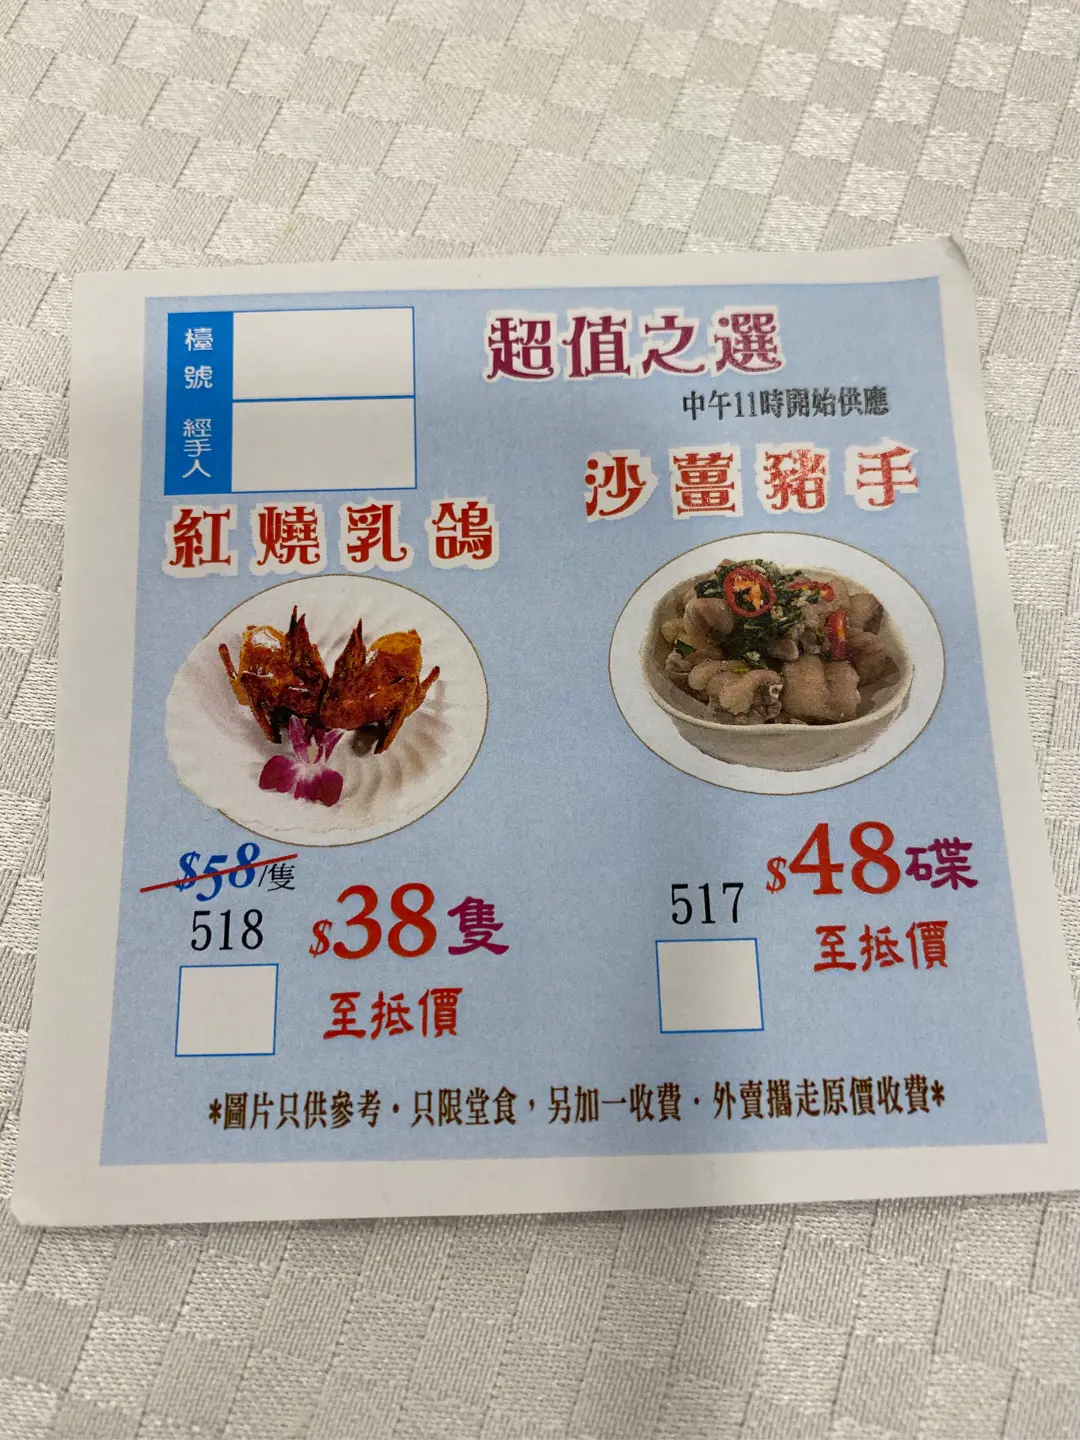 檯號
經手人
超值之選
中午11時開始供應
紅燒乳鴿
沙薑豬手
$58/隻
518
$38隻
至抵價
517
$48碟
至抵價
*圖片只供參考·只限堂食，另加一收費·外賣攜走原價收費*